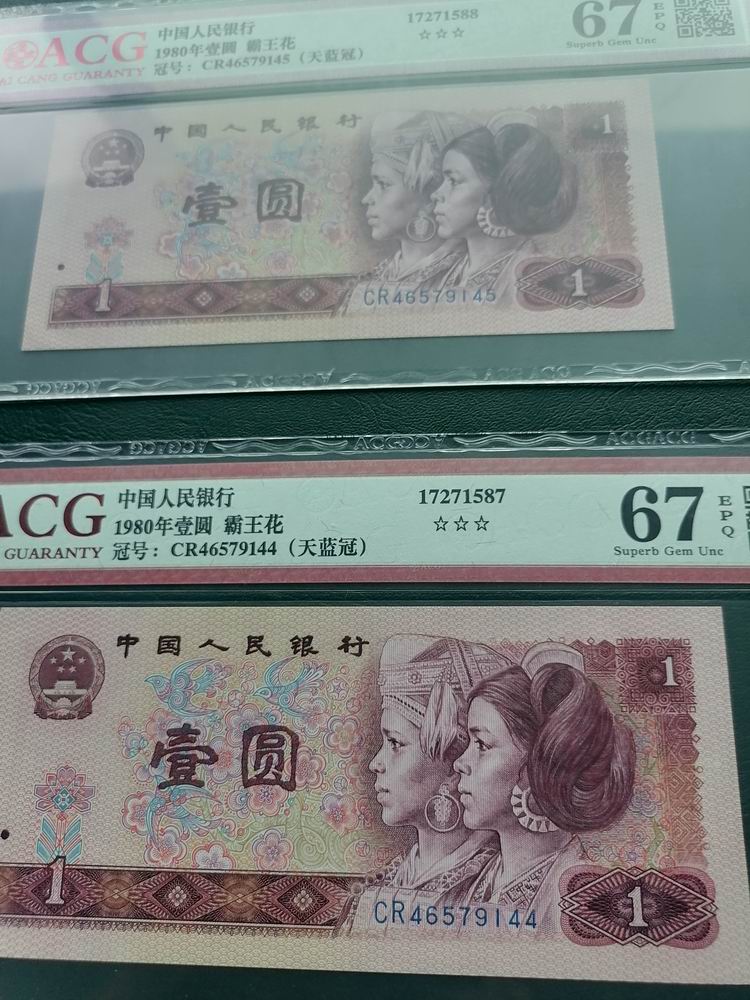 ACG
AI CANG GUARANTY
中国人民银行
1980年壹圆 霸王花
冠号：CR46579145（天蓝冠）
17271588
☆☆☆
67
EPQ
Superb Gem Unc
中国人民银行
1
壹圆
1
CR46579145
1
ACG
GUARANTY
中国人民银行
1980年壹圆 霸王花
冠号：CR46579144（天蓝冠）
17271587
☆☆☆
67
EPQ
Superb Gem Unc
中国人民银行
1
壹圆
1
CR46579144
1